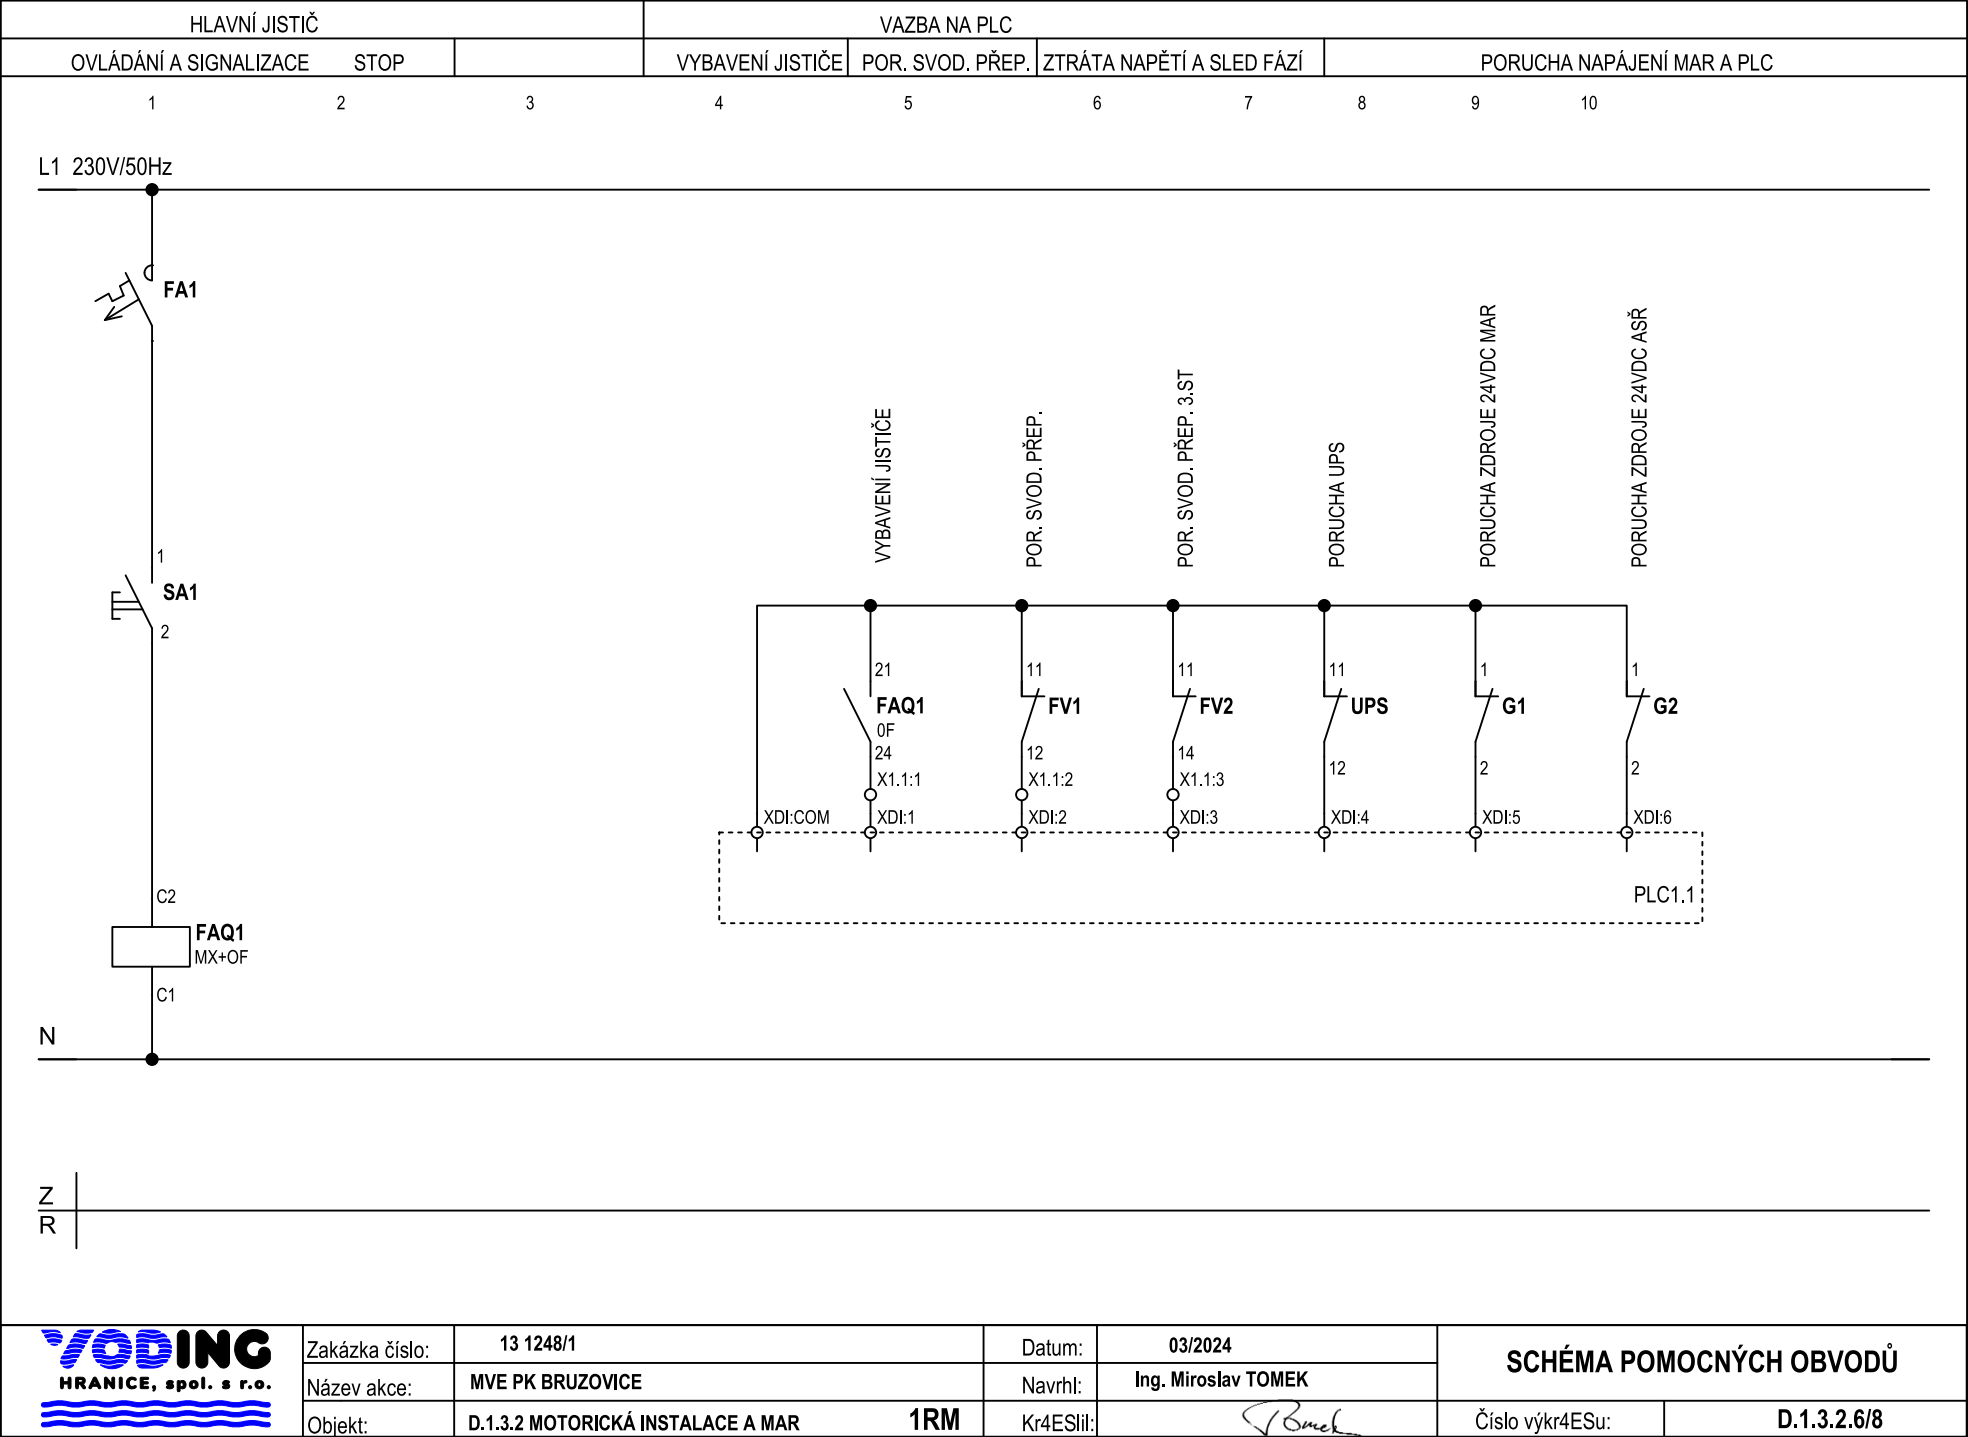 HLAVNÍ JISTIČ
VAZBA NA PLC
OVLÁDÁNÍ A SIGNALIZACE
STOP
VYBAVENÍ JISTIČE
POR. SVOD. PŘEP.
ZTRÁTA NAPĚTÍ A SLED FÁZÍ
PORUCHA NAPÁJENÍ MAR A PLC
1 2 3 4 5 6 7 8 9 10
L1 230V/50Hz
FA1
1
SA1
2
C2
FAQ1
MX+OF
C1
N
VYBAVENÍ JISTIČE
POR. SVOD. PŘEP.
POR. SVOD. PŘEP. 3.ST
PORUCHA UPS
PORUCHA ZDROJE 24VDC MAR
PORUCHA ZDROJE 24VDC ASŘ
21 11 11 11 1 1
FAQ1 FV1 FV2 UPS G1 G2
0F
24 12 14 12 2 2
X1.1:1 X1.1:2 X1.1:3
XDI:COM XDI:1 XDI:2 XDI:3 XDI:4 XDI:5 XDI:6
PLC1.1
Z
R
VODING
HRANICE, spol. s r.o.
Zakázka číslo: 13 1248/1
Název akce: MVE PK BRUZOVICE
Objekt: D.1.3.2 MOTORICKÁ INSTALACE A MAR 1RM
Datum: 03/2024
Navrhl: Ing. Miroslav TOMEK
Kr4ESlil:
SCHÉMA POMOCNÝCH OBVODŮ
Číslo výkr4ESu: D.1.3.2.6/8